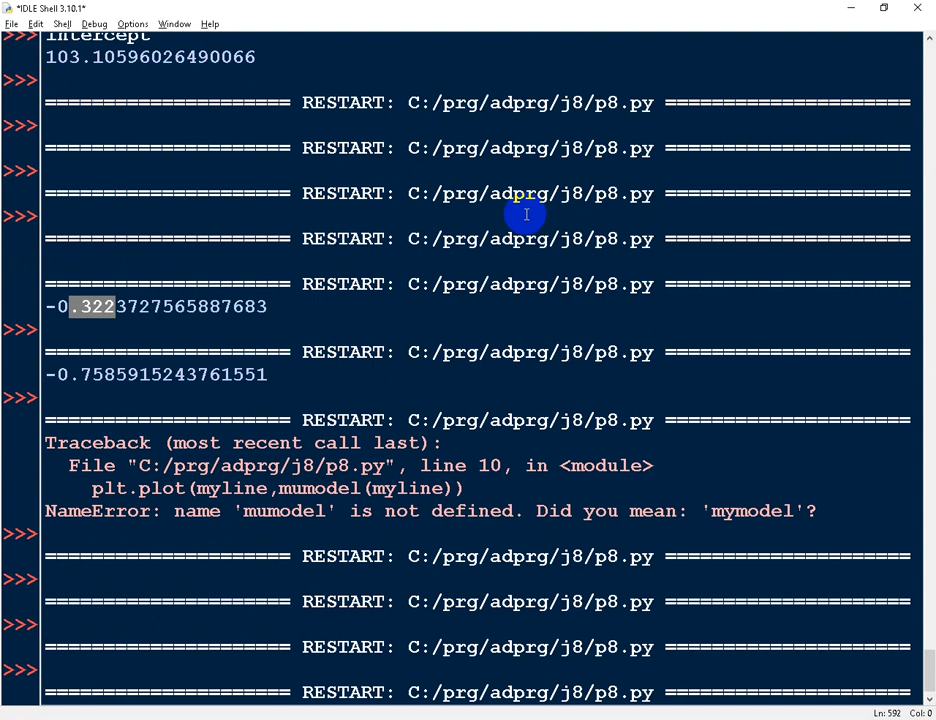 *IDLE Shell 3.10.1*
File Edit Shell Debug Options Window Help
>>> Intercept
103.10596026490066
>>>
===================== RESTART: C:/prg/adprg/j8/p8.py =====================
>>>
===================== RESTART: C:/prg/adprg/j8/p8.py =====================
>>>
===================== RESTART: C:/prg/adprg/j8/p8.py =====================
>>>
===================== RESTART: C:/prg/adprg/j8/p8.py =====================
===================== RESTART: C:/prg/adprg/j8/p8.py =====================
-0.3223727565887683
>>>
===================== RESTART: C:/prg/adprg/j8/p8.py =====================
-0.7585915243761551
>>>
===================== RESTART: C:/prg/adprg/j8/p8.py =====================
Traceback (most recent call last):
File "C:/prg/adprg/j8/p8.py", line 10, in <module>
plt.plot(myline,mumodel(myline))
NameError: name 'mumodel' is not defined. Did you mean: 'mymodel'?
>>>
===================== RESTART: C:/prg/adprg/j8/p8.py =====================
>>>
===================== RESTART: C:/prg/adprg/j8/p8.py =====================
>>>
===================== RESTART: C:/prg/adprg/j8/p8.py =====================
>>>
===================== RESTART: C:/prg/adprg/j8/p8.py =====================
Ln: 592 Col: 0